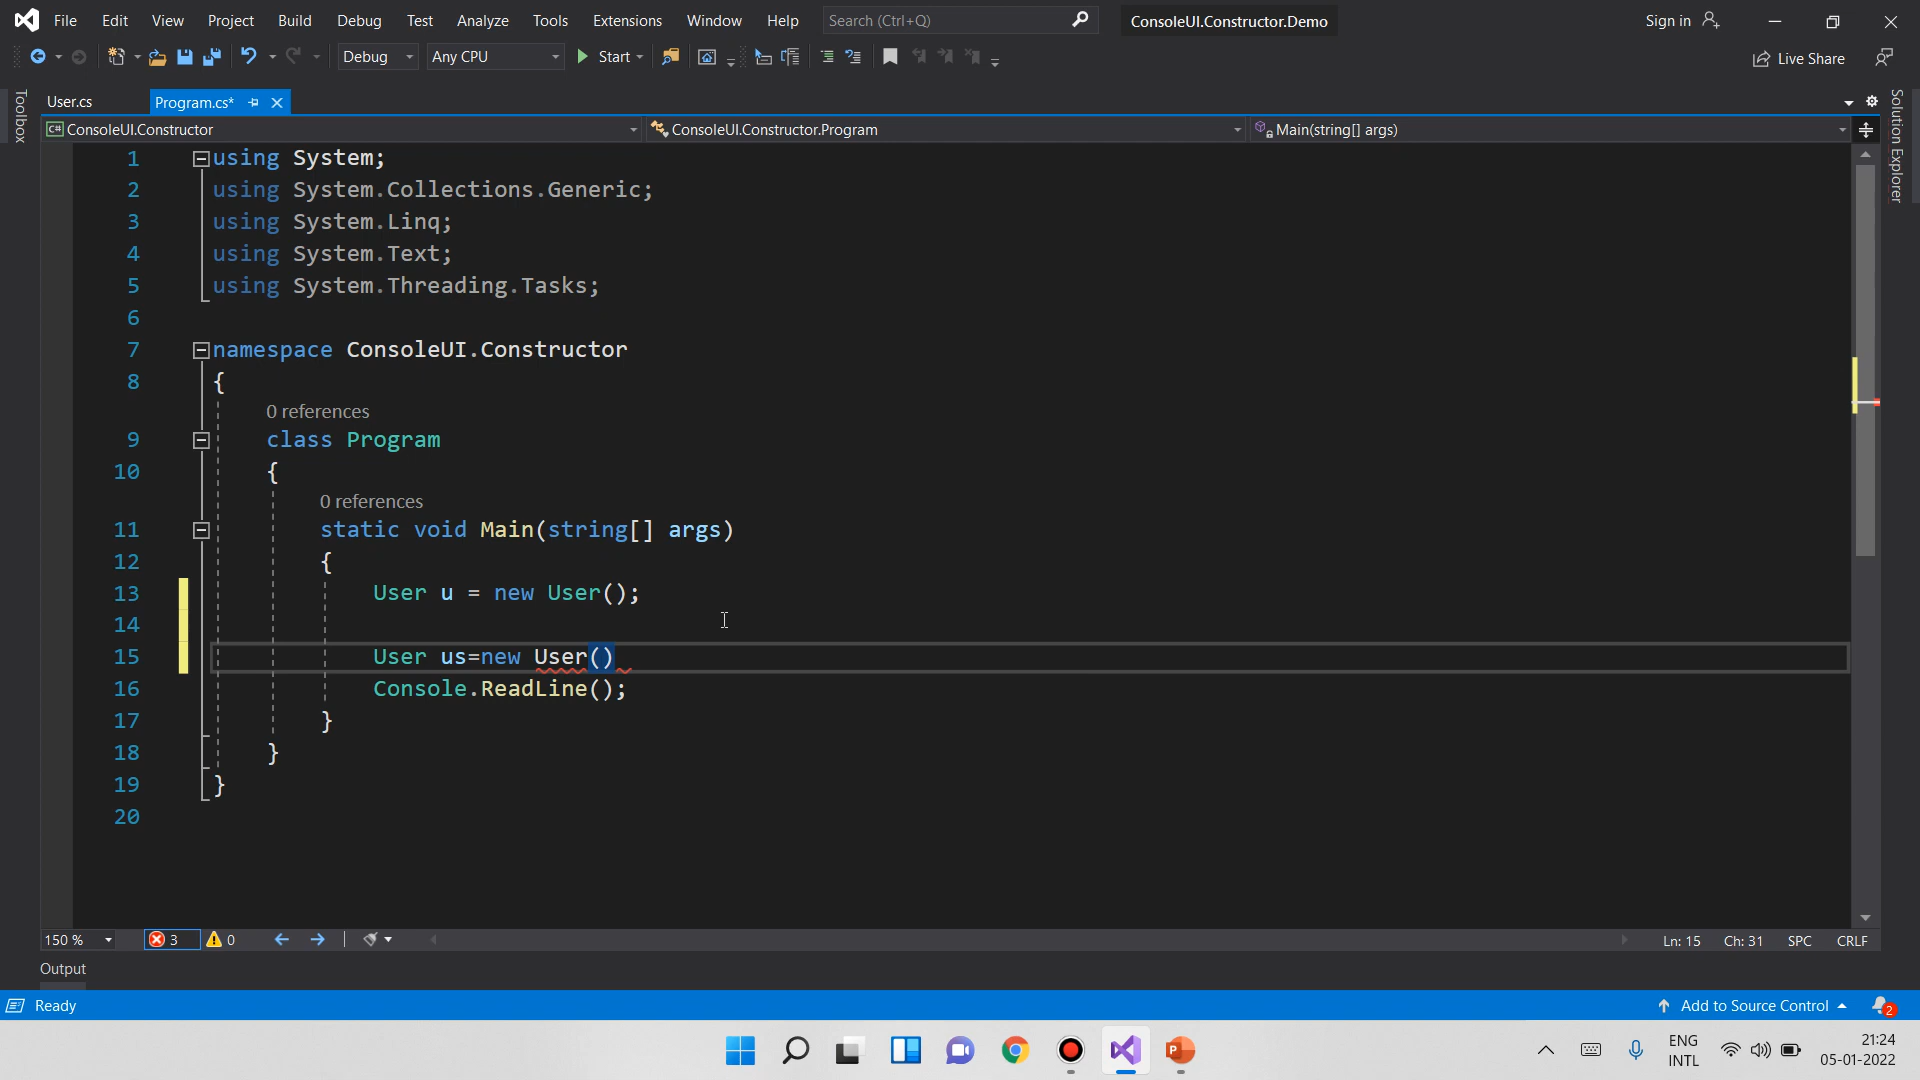 File Edit View Project Build Debug Test Analyze Tools Extensions Window Help Search (Ctrl+Q) ConsoleUI.Constructor.Demo Sign in
Debug Any CPU Start Live Share
Toolbox
User.cs Program.cs*
Solution Explorer
C# ConsoleUI.Constructor ConsoleUI.Constructor.Program Main(string[] args)
1 using System;
2 using System.Collections.Generic;
3 using System.Linq;
4 using System.Text;
5 using System.Threading.Tasks;
6
7 namespace ConsoleUI.Constructor
8 {
0 references
9 class Program
10 {
0 references
11 static void Main(string[] args)
12 {
13 User u = new User();
14
15 User us=new User()
16 Console.ReadLine();
17 }
18 }
19 }
20
150 % 3 0 Ln: 15 Ch: 31 SPC CRLF
Output
Ready Add to Source Control 2
ENG 21:24
INTL 05-01-2022